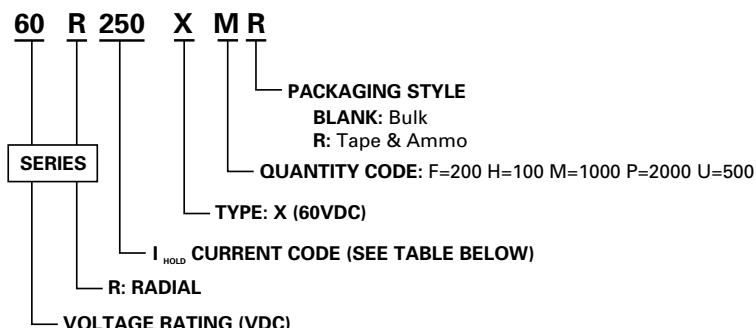 60 R 250 X M R
PACKAGING STYLE
BLANK: Bulk
R: Tape & Ammo
SERIES
QUANTITY CODE: F=200 H=100 M=1000 P=2000 U=500
TYPE: X (60VDC)
I HOLD CURRENT CODE (SEE TABLE BELOW)
R: RADIAL
VOLTAGE RATING (VDC)